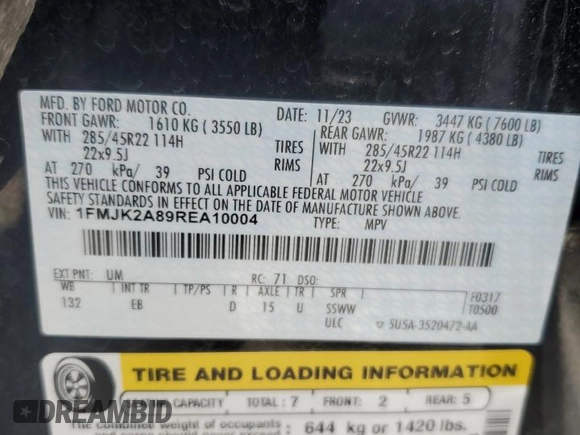 MFD. BY FORD MOTOR CO.
DATE: 11/23 GVWR: 3447 KG (7600 LB)
FRONT GAWR: 1610 KG (3550 LB)
REAR GAWR: 1987 KG (4380 LB)
WITH 285/45R22 114H TIRES
22x9.5J RIMS
AT 270 kPa/ 39 PSI COLD
WITH 285/45R22 114H TIRES
22x9.5J RIMS
AT 270 kPa/ 39 PSI COLD
THIS VEHICLE CONFORMS TO ALL APPLICABLE FEDERAL MOTOR VEHICLE
SAFETY STANDARDS IN EFFECT ON THE DATE OF MANUFACTURE SHOWN ABOVE.
VIN: 1FMJK2A89REA10004
TYPE: MPV
EXT PNT: UM RC: 71 DSO:
WB INT TR TP/PS R AXLE TR SPR
132 EB D 15 U SSWW
ULC
F0317
T0500
5U5A-3520472-AA
TIRE AND LOADING INFORMATION
CAPACITY TOTAL: 7 FRONT: 2 REAR: 5
The combined weight of occupants
644 kg or 1420 lbs.
DREAMBID